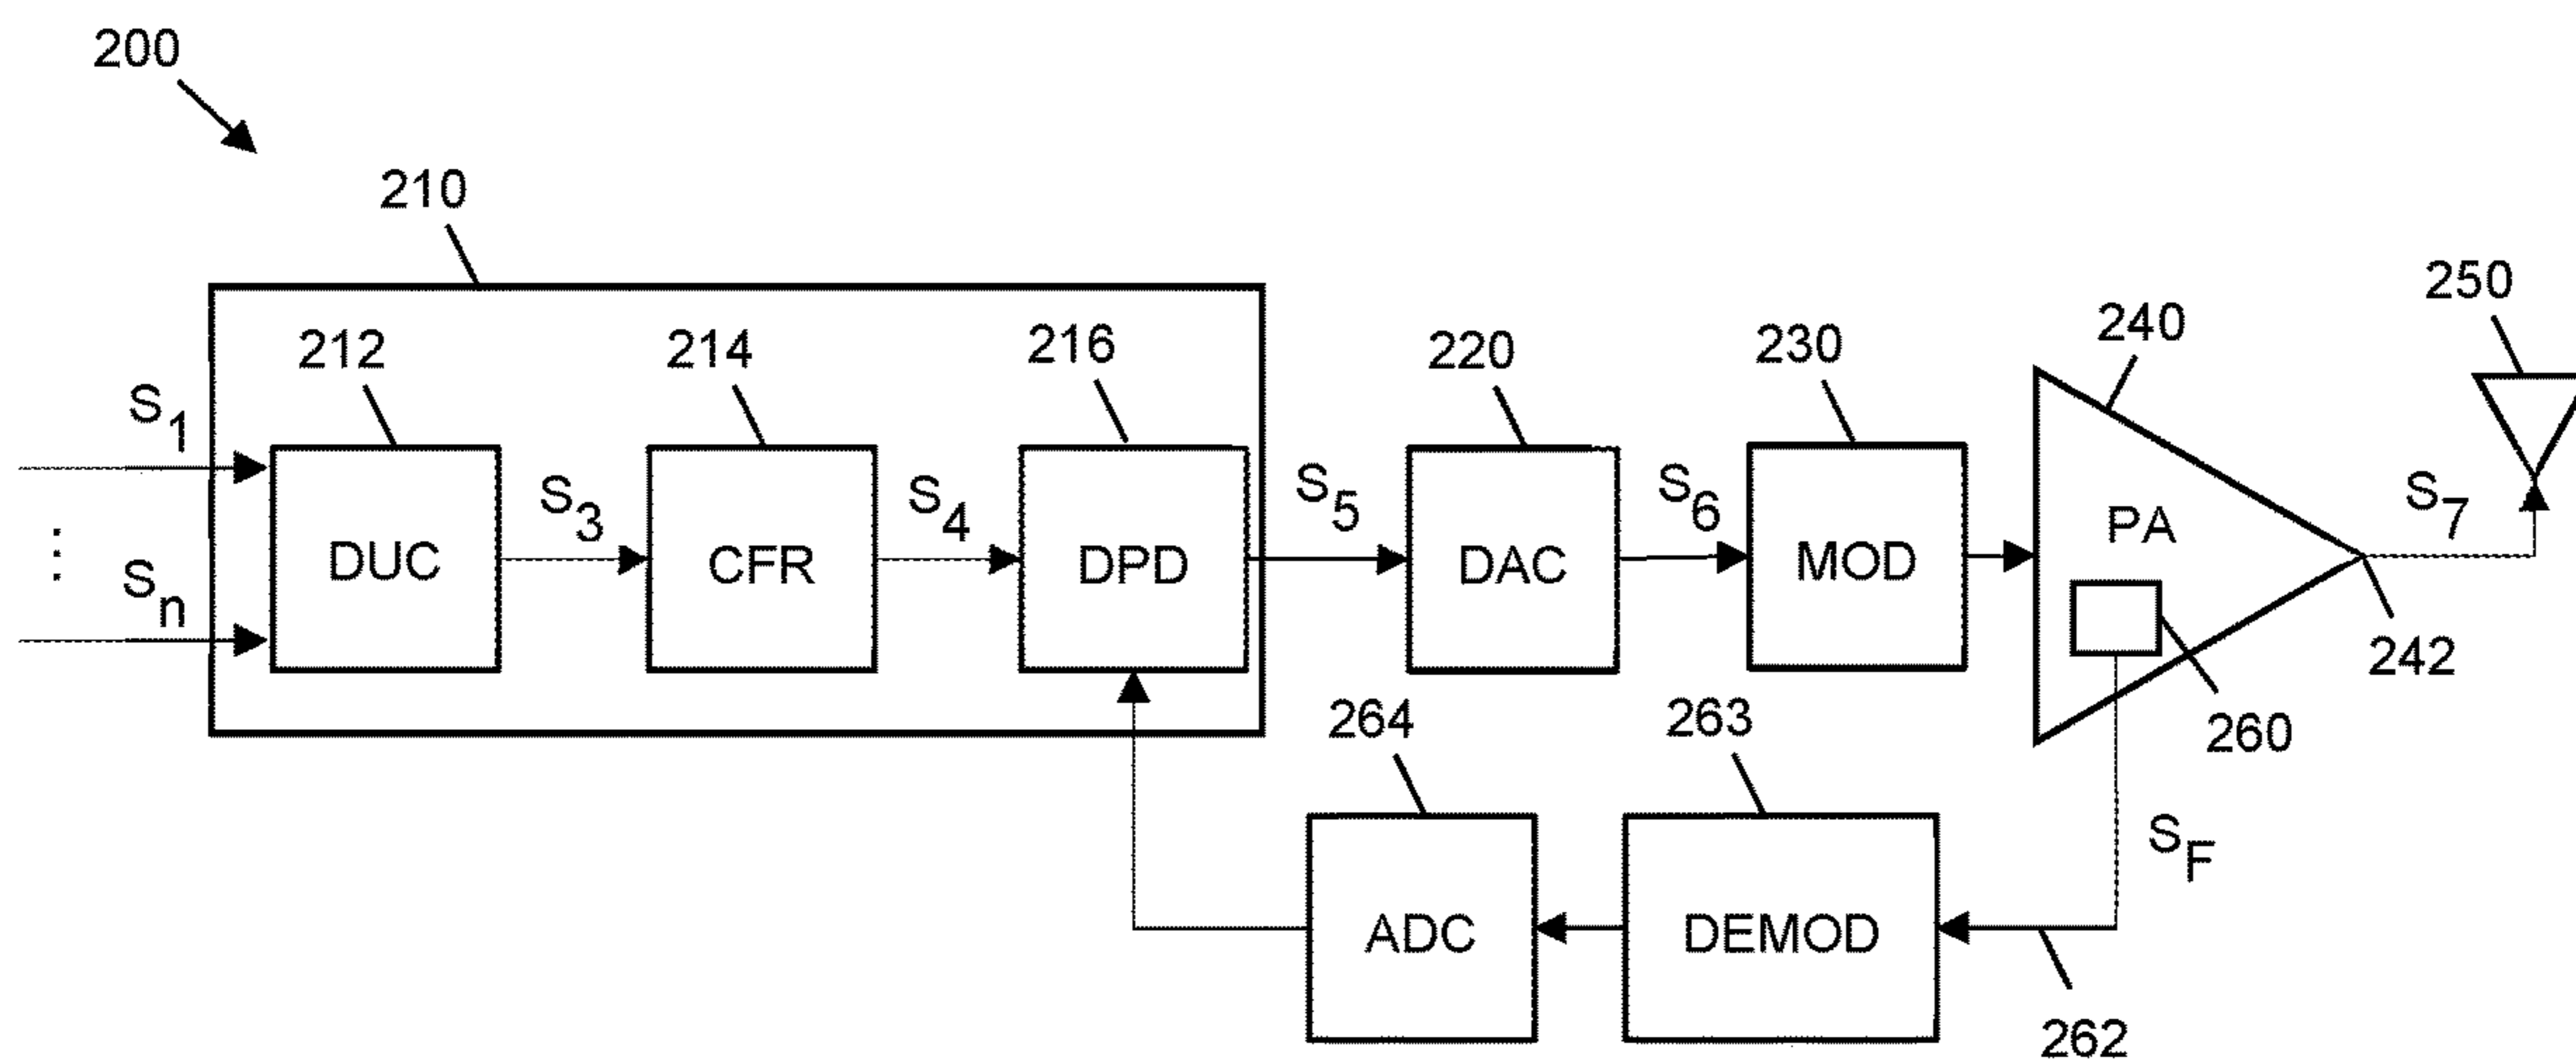 200
210
212
214
216
220
230
240
250
S1
S3
S4
S5
S6
S7
⋮
Sn
DUC
CFR
DPD
DAC
MOD
PA
242
260
264
263
SF
ADC
DEMOD
262